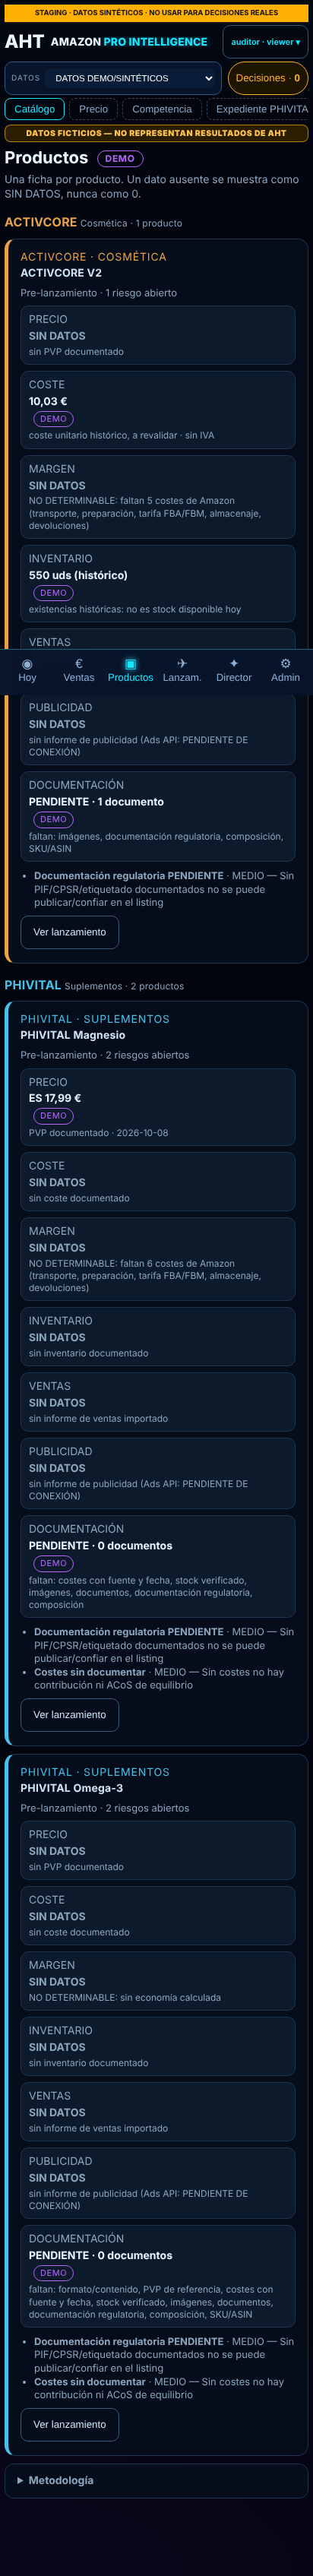 STAGING · DATOS SINTÉTICOS · NO USAR PARA DECISIONES REALES
AHT AMAZON PRO INTELLIGENCE
auditor · viewer ▾
DATOS DATOS DEMO/SINTÉTICOS
Decisiones · 0
Catálogo Precio Competencia Expediente PHIVITA
DATOS FICTICIOS — NO REPRESENTAN RESULTADOS DE AHT
Productos DEMO
Una ficha por producto. Un dato ausente se muestra como
SIN DATOS, nunca como 0.
ACTIVCORE Cosmética · 1 producto
ACTIVCORE · COSMÉTICA
ACTIVCORE V2
Pre-lanzamiento · 1 riesgo abierto
PRECIO
SIN DATOS
sin PVP documentado
COSTE
10,03 €
DEMO
coste unitario histórico, a revalidar · sin IVA
MARGEN
SIN DATOS
NO DETERMINABLE: faltan 5 costes de Amazon
(transporte, preparación, tarifa FBA/FBM, almacenaje,
devoluciones)
INVENTARIO
550 uds (histórico)
DEMO
existencias históricas: no es stock disponible hoy
VENTAS
◉ € ▣ ✈ ✦ ⚙
Hoy Ventas Productos Lanzam. Director Admin
PUBLICIDAD
SIN DATOS
sin informe de publicidad (Ads API: PENDIENTE DE
CONEXIÓN)
DOCUMENTACIÓN
PENDIENTE · 1 documento
DEMO
faltan: imágenes, documentación regulatoria, composición,
SKU/ASIN
• Documentación regulatoria PENDIENTE · MEDIO — Sin
PIF/CPSR/etiquetado documentados no se puede
publicar/confiar en el listing
Ver lanzamiento
PHIVITAL Suplementos · 2 productos
PHIVITAL · SUPLEMENTOS
PHIVITAL Magnesio
Pre-lanzamiento · 2 riesgos abiertos
PRECIO
ES 17,99 €
DEMO
PVP documentado · 2026-10-08
COSTE
SIN DATOS
sin coste documentado
MARGEN
SIN DATOS
NO DETERMINABLE: faltan 6 costes de Amazon
(transporte, preparación, tarifa FBA/FBM, almacenaje,
devoluciones)
INVENTARIO
SIN DATOS
sin inventario documentado
VENTAS
SIN DATOS
sin informe de ventas importado
PUBLICIDAD
SIN DATOS
sin informe de publicidad (Ads API: PENDIENTE DE
CONEXIÓN)
DOCUMENTACIÓN
PENDIENTE · 0 documentos
DEMO
faltan: costes con fuente y fecha, stock verificado,
imágenes, documentos, documentación regulatoria,
composición
• Documentación regulatoria PENDIENTE · MEDIO — Sin
PIF/CPSR/etiquetado documentados no se puede
publicar/confiar en el listing
• Costes sin documentar · MEDIO — Sin costes no hay
contribución ni ACoS de equilibrio
Ver lanzamiento
PHIVITAL · SUPLEMENTOS
PHIVITAL Omega-3
Pre-lanzamiento · 2 riesgos abiertos
PRECIO
SIN DATOS
sin PVP documentado
COSTE
SIN DATOS
sin coste documentado
MARGEN
SIN DATOS
NO DETERMINABLE: sin economía calculada
INVENTARIO
SIN DATOS
sin inventario documentado
VENTAS
SIN DATOS
sin informe de ventas importado
PUBLICIDAD
SIN DATOS
sin informe de publicidad (Ads API: PENDIENTE DE
CONEXIÓN)
DOCUMENTACIÓN
PENDIENTE · 0 documentos
DEMO
faltan: formato/contenido, PVP de referencia, costes con
fuente y fecha, stock verificado, imágenes, documentos,
documentación regulatoria, composición, SKU/ASIN
• Documentación regulatoria PENDIENTE · MEDIO — Sin
PIF/CPSR/etiquetado documentados no se puede
publicar/confiar en el listing
• Costes sin documentar · MEDIO — Sin costes no hay
contribución ni ACoS de equilibrio
Ver lanzamiento
▶ Metodología